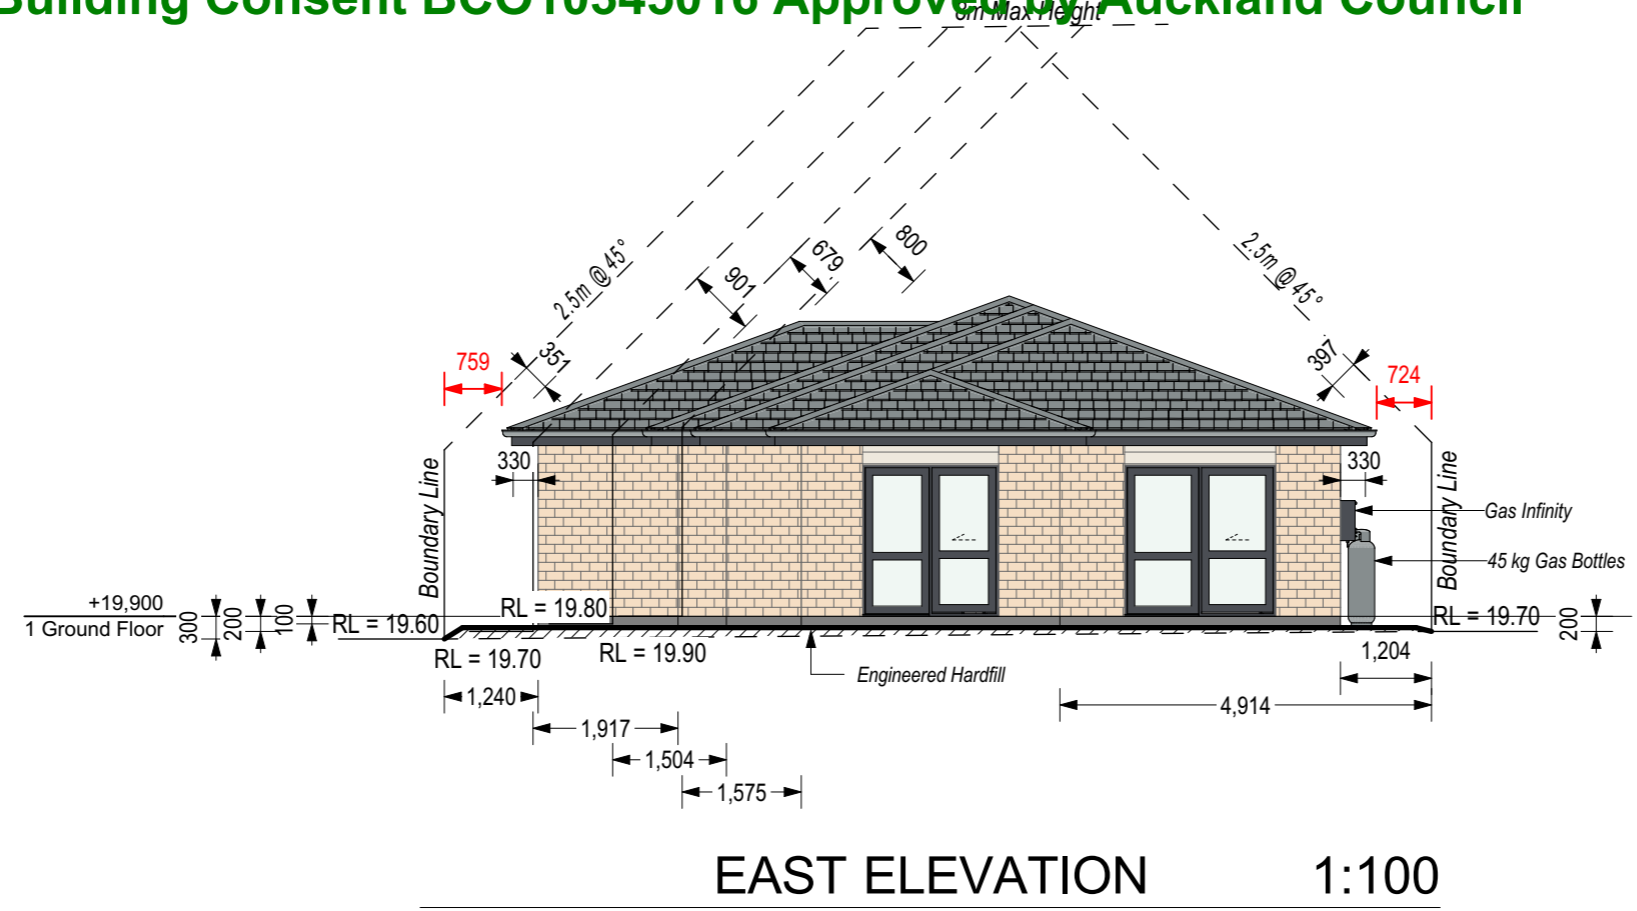 Building Consent BCO10345016 Approved by Auckland Council
8m Max Height
2.5m @ 45°
2.5m @ 45°
800
679
901
351
397
759
724
330
330
Boundary Line
Boundary Line
Gas Infinity
45 kg Gas Bottles
+19,900
1 Ground Floor
300
200
100
RL = 19.60
RL = 19.80
RL = 19.70
200
RL = 19.70
RL = 19.90
Engineered Hardfill
1,204
1,240
4,914
1,917
1,504
1,575
EAST ELEVATION 1:100